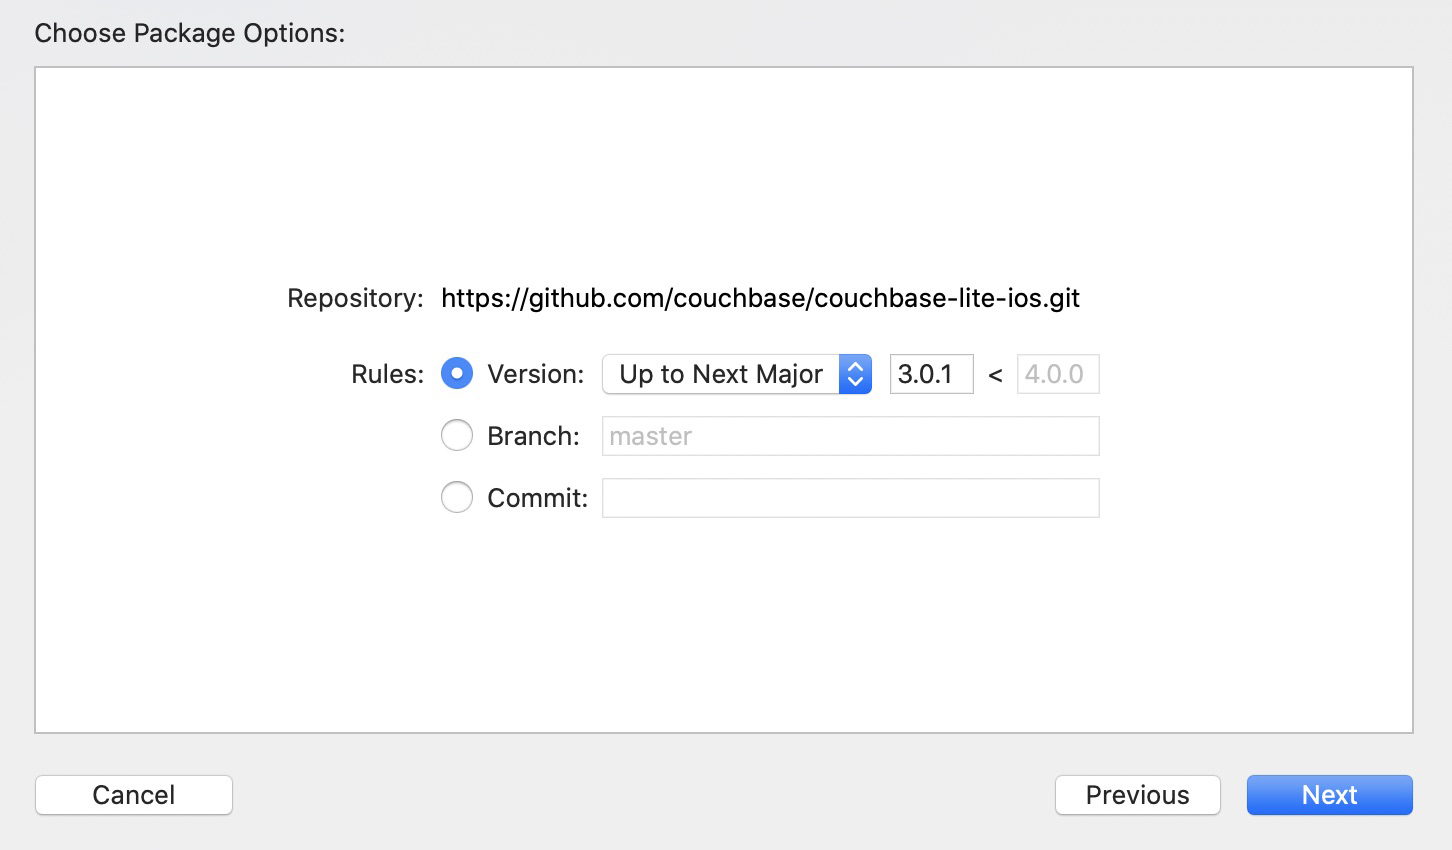 Choose Package Options:
Repository: https://github.com/couchbase/couchbase-lite-ios.git
Rules: Version: Up to Next Major 3.0.1 < 4.0.0
Branch: master
Commit:
Cancel Previous Next